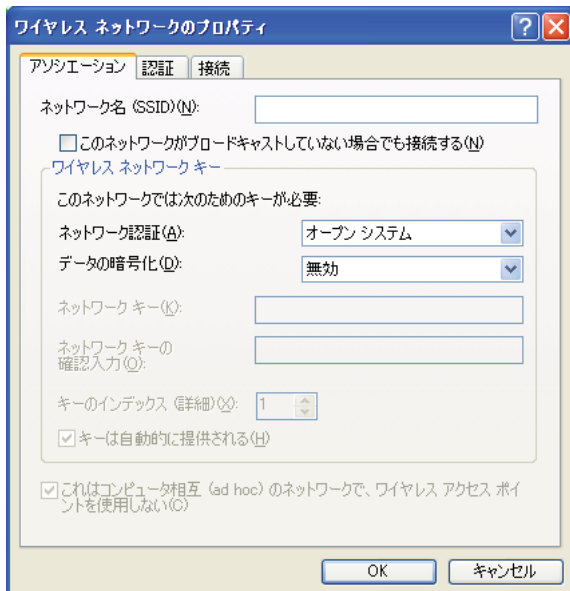 ワイヤレス ネットワークのプロパティ
アソシエーション 認証 接続
ネットワーク名 (SSID)(N):
このネットワークがブロードキャストしていない場合でも接続する(N)
ワイヤレス ネットワーク キー
このネットワークでは次のためのキーが必要:
ネットワーク認証(A): オープン システム
データの暗号化(D): 無効
ネットワーク キー(K):
ネットワーク キーの
確認入力(O):
キーのインデックス (詳細)(X): 1
キーは自動的に提供される(H)
これはコンピュータ相互 (ad hoc) のネットワークで、ワイヤレス アクセス ポイ
ントを使用しない(C)
OK キャンセル